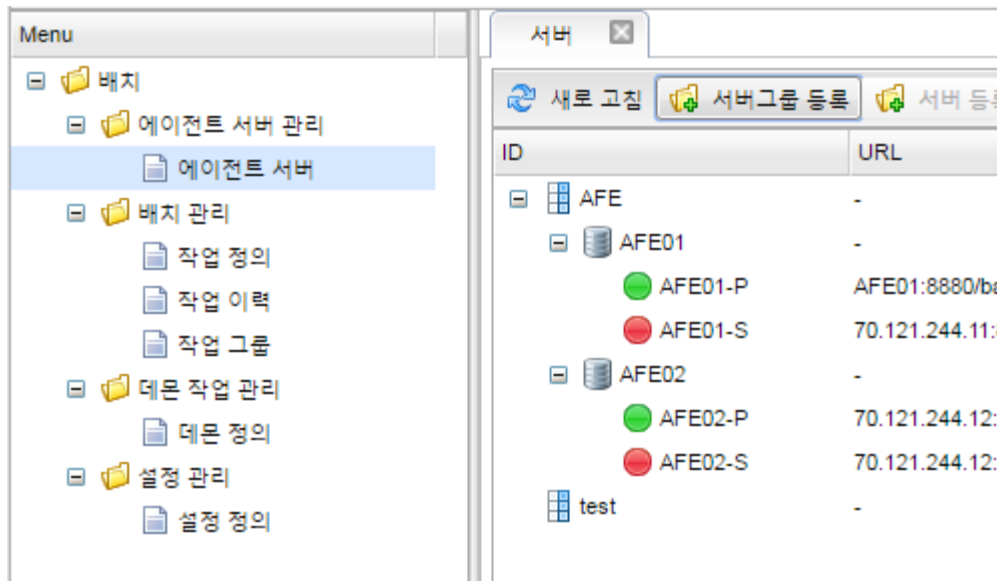 Menu
배치
에이전트 서버 관리
에이전트 서버
배치 관리
작업 정의
작업 이력
작업 그룹
데몬 작업 관리
데몬 정의
설정 관리
설정 정의
서버
새로 고침 서버그룹 등록 서버 등록
ID URL
AFE -
AFE01 -
AFE01-P AFE01:8880/ba
AFE01-S 70.121.244.11:
AFE02 -
AFE02-P 70.121.244.12:
AFE02-S 70.121.244.12:
test -